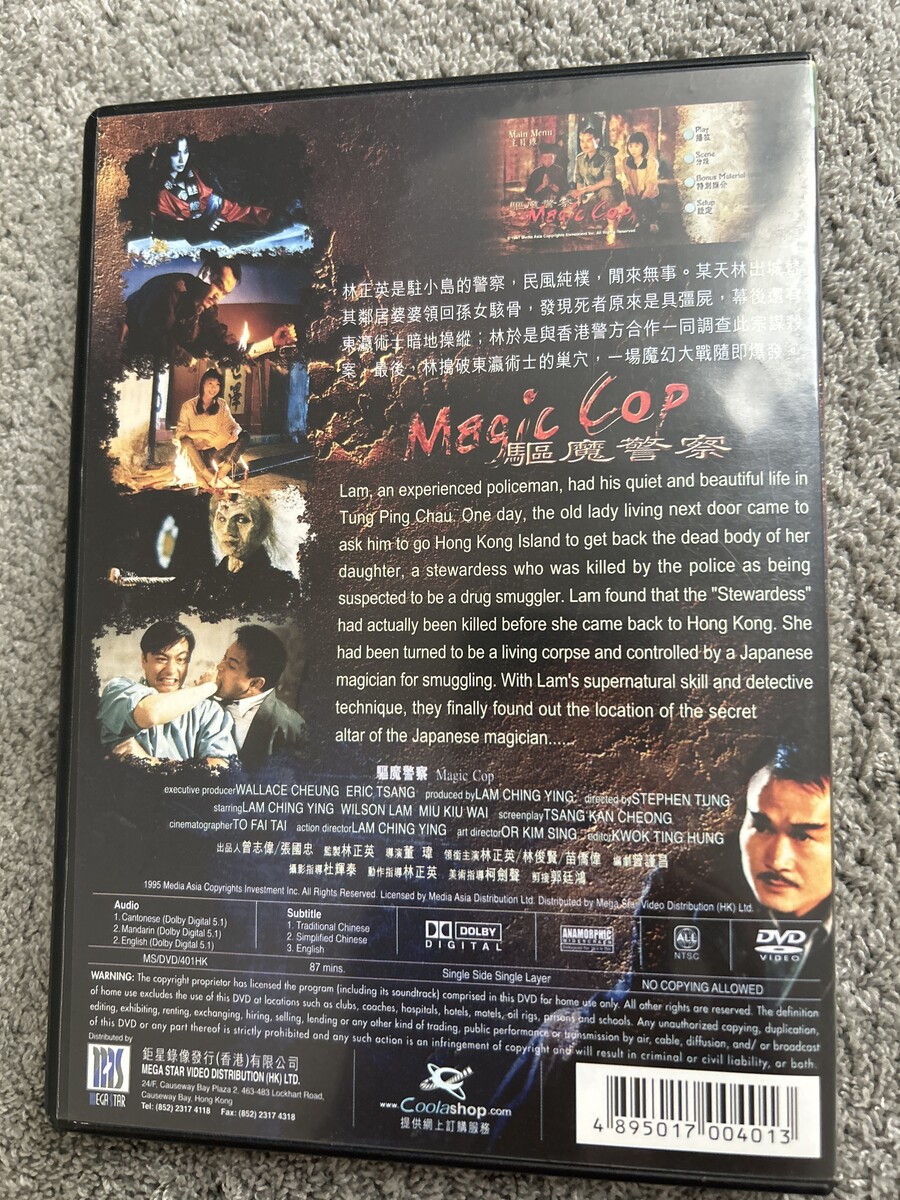 Main Menu
主目錄
Play
播放
Scene
分段
Bonus Material
特別推介
Setup
設定
驅魔警察
Magic Cop
林正英是駐小島的警察，民風純樸，閒來無事。某天林出城替
其鄰居婆婆領回孫女骸骨，發現死者原來是具殭屍，幕後還有
東瀛術士暗地操縱；林於是與香港警方合作一同調查此宗謀殺
案，最後，林搗破東瀛術士的巢穴，一場魔幻大戰隨即爆發。
Magic Cop
驅魔警察
Lam, an experienced policeman, had his quiet and beautiful life in
Tung Ping Chau. One day, the old lady living next door came to
ask him to go Hong Kong Island to get back the dead body of her
daughter, a stewardess who was killed by the police as being
suspected to be a drug smuggler. Lam found that the "Stewardess"
had actually been killed before she came back to Hong Kong. She
had been turned to be a living corpse and controlled by a Japanese
magician for smuggling. With Lam's supernatural skill and detective
technique, they finally found out the location of the secret
altar of the Japanese magician......
驅魔警察 Magic Cop
executive producer WALLACE CHEUNG ERIC TSANG produced by LAM CHING YING directed by STEPHEN TUNG
starring LAM CHING YING WILSON LAM MIU KIU WAI screenplay TSANG KAN CHEONG
cinematographer TO FAI TAI action director LAM CHING YING art director OR KIM SING editor KWOK TING HUNG
出品人曾志偉/張國忠 監製林正英 導演董瑋 領銜主演林正英/林俊賢/苗僑偉 編劇曾謹昌
攝影指導杜輝泰 動作指導林正英 美術指導柯劍聲 剪接郭廷鴻
1995 Media Asia Copyrights Investment Inc. All Rights Reserved. Licensed by Media Asia Distribution Ltd. Distributed by Mega Star Video Distribution (HK) Ltd.
Audio
1. Cantonese (Dolby Digital 5.1)
2. Mandarin (Dolby Digital 5.1)
2. English (Dolby Digital 5.1)
Subtitle
1. Traditional Chinese
2. Simplified Chinese
3. English
DOLBY
DIGITAL
ANAMORPHIC
WIDESCREEN
ALL
NTSC
DVD
VIDEO
MS/DVD/401HK
87 mins.
Single Side Single Layer
NO COPYING ALLOWED
WARNING: The copyright proprietor has licensed the program (including its soundtrack) comprised in this DVD for home use only. All other rights are reserved. The definition
of home use excludes the use of this DVD at locations such as clubs, coaches, hospitals, hotels, motels, oil rigs, prisons and schools. Any unauthorized copying, duplication,
editing, exhibiting, renting, exchanging, hiring, selling, lending or any other kind of trading, public performance or transmission by air, cable, diffusion, and/ or broadcast
of this DVD or any part thereof is strictly prohibited and any such action is an infringement of copyright and will result in criminal or civil liability, or bath.
Distributed by
MEGA STAR
鉅星錄像發行(香港)有限公司
MEGA STAR VIDEO DISTRIBUTION (HK) LTD.
24/F, Causeway Bay Plaza 2, 463-483 Lockhart Road,
Causeway Bay, Hong Kong
Tel: (852) 2317 4118 Fax: (852) 2317 4318
www.Coolashop.com
提供網上訂購服務
4 895017 004013